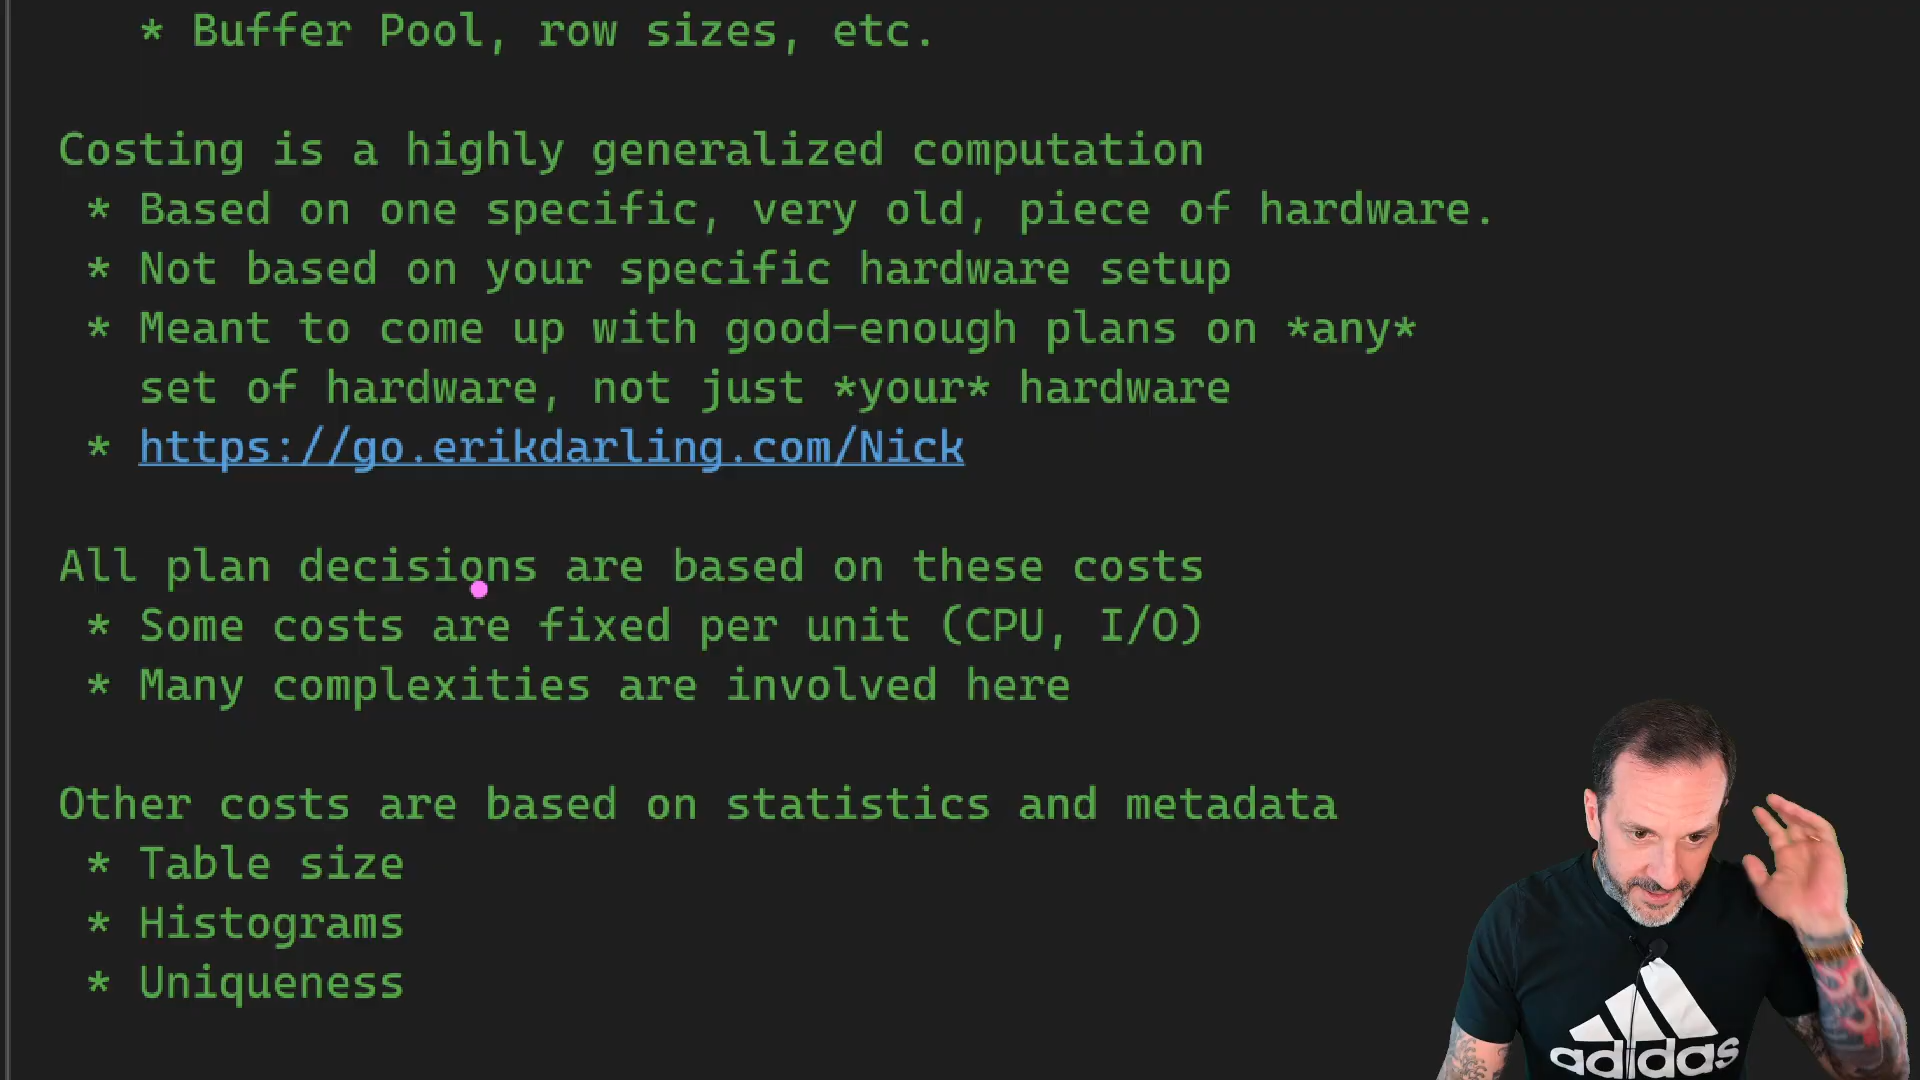 * Buffer Pool, row sizes, etc.
Costing is a highly generalized computation
* Based on one specific, very old, piece of hardware.
* Not based on your specific hardware setup
* Meant to come up with good-enough plans on *any*
set of hardware, not just *your* hardware
* https://go.erikdarling.com/Nick
All plan decisions are based on these costs
* Some costs are fixed per unit (CPU, I/O)
* Many complexities are involved here
Other costs are based on statistics and metadata
* Table size
* Histograms
* Uniqueness
adidas